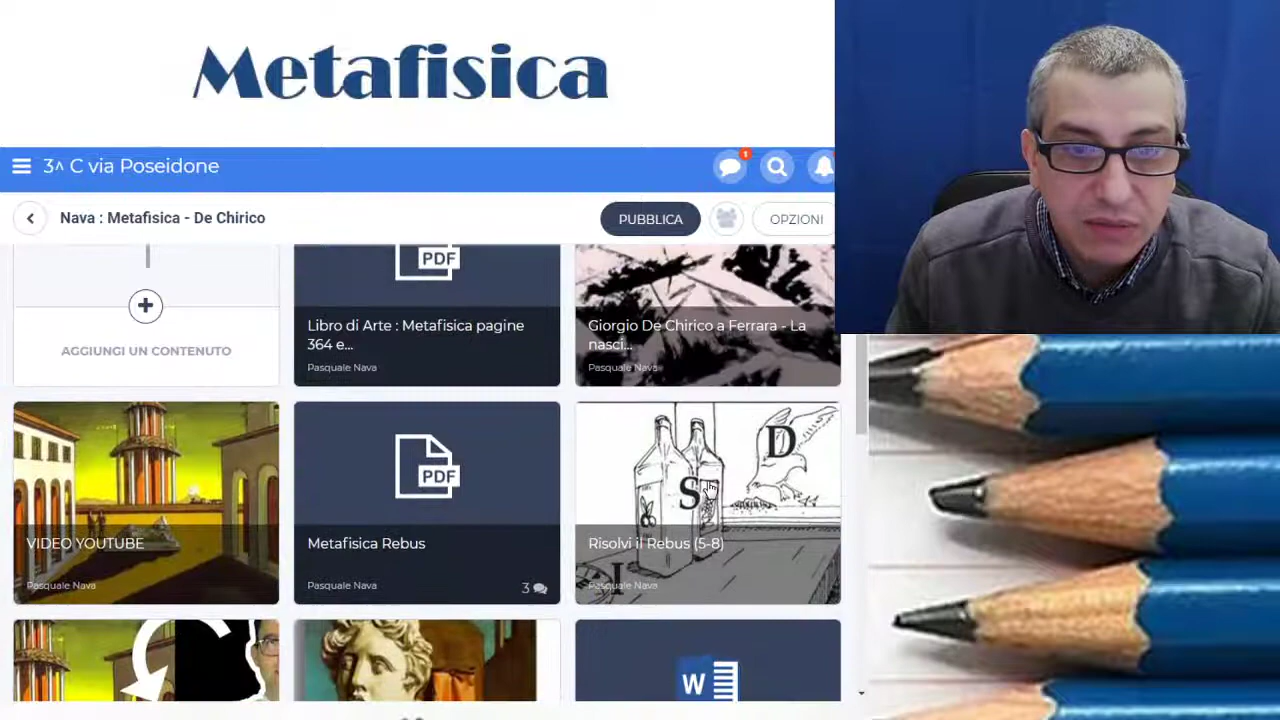 Metafisica
3^ C via Poseidone
1
Nava : Metafisica - De Chirico
PUBBLICA
OPZIONI
PDF
Libro di Arte : Metafisica pagine
364 e...
Pasquale Nava
Giorgio De Chirico a Ferrara - La
nasci...
Pasquale Nava
AGGIUNGI UN CONTENUTO
VIDEO YOUTUBE
Pasquale Nava
PDF
Metafisica Rebus
Pasquale Nava
3
D
S
I
Risolvi il Rebus (5-8)
Pasquale Nava
W